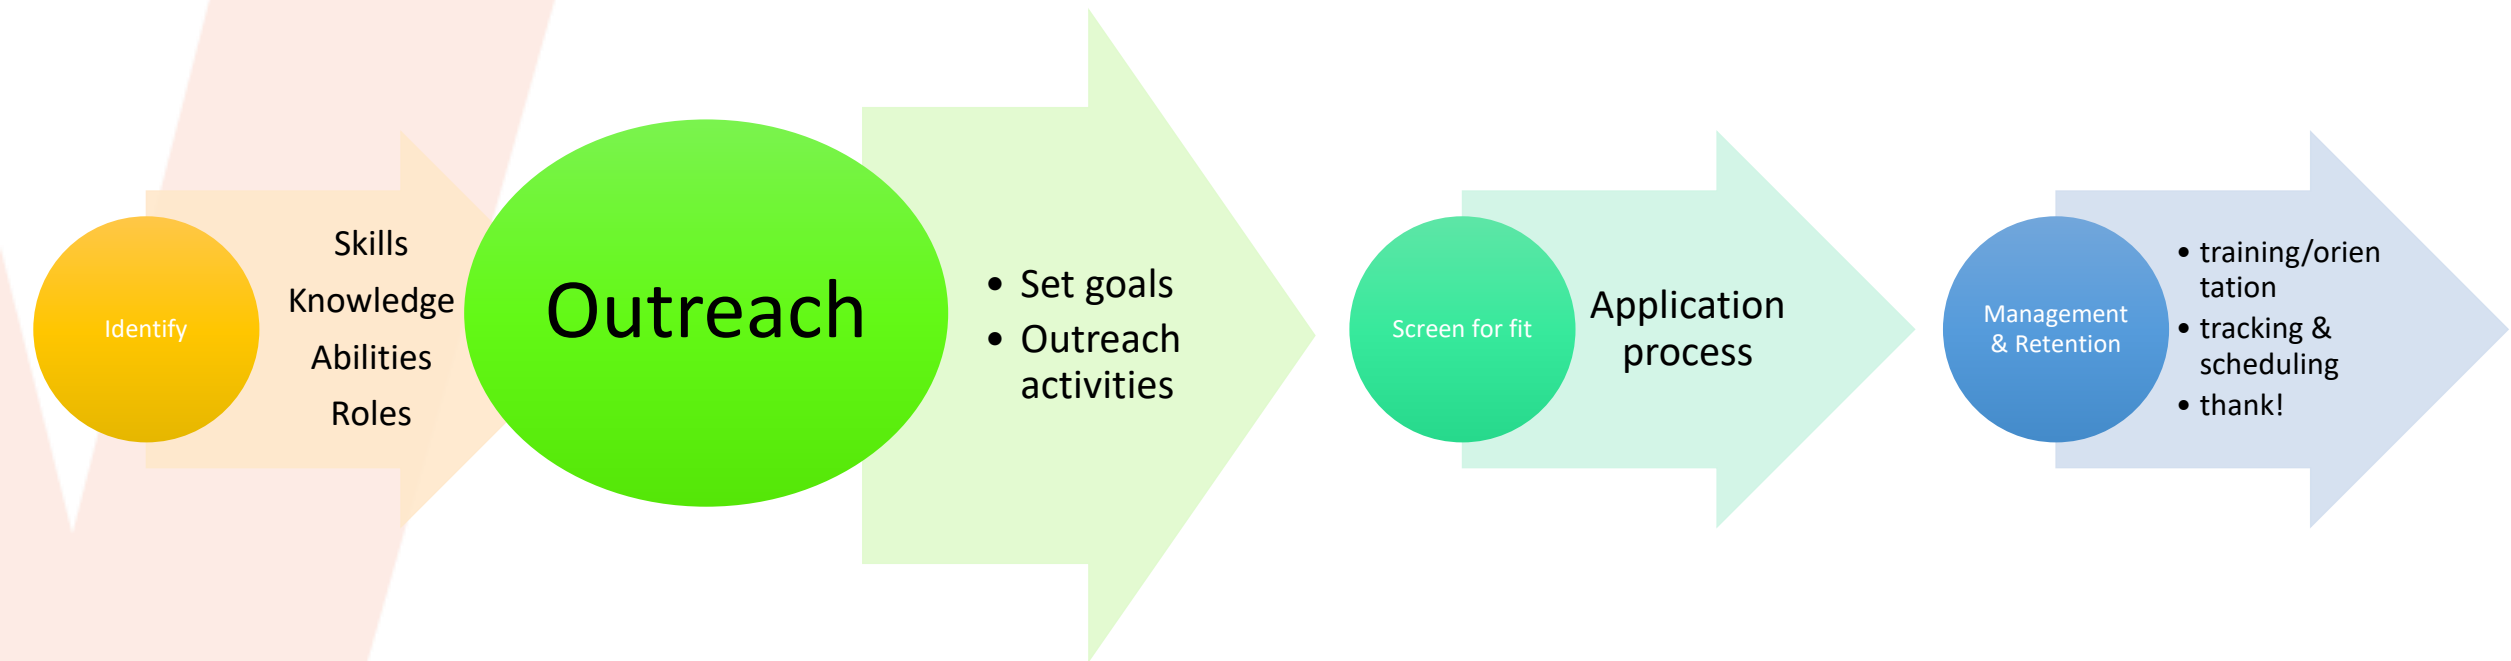 Identify
Skills
Knowledge
Abilities
Roles
Outreach
• Set goals
• Outreach
activities
Screen for fit
Application
process
Management
& Retention
• training/orien
tation
• tracking &
scheduling
• thank!